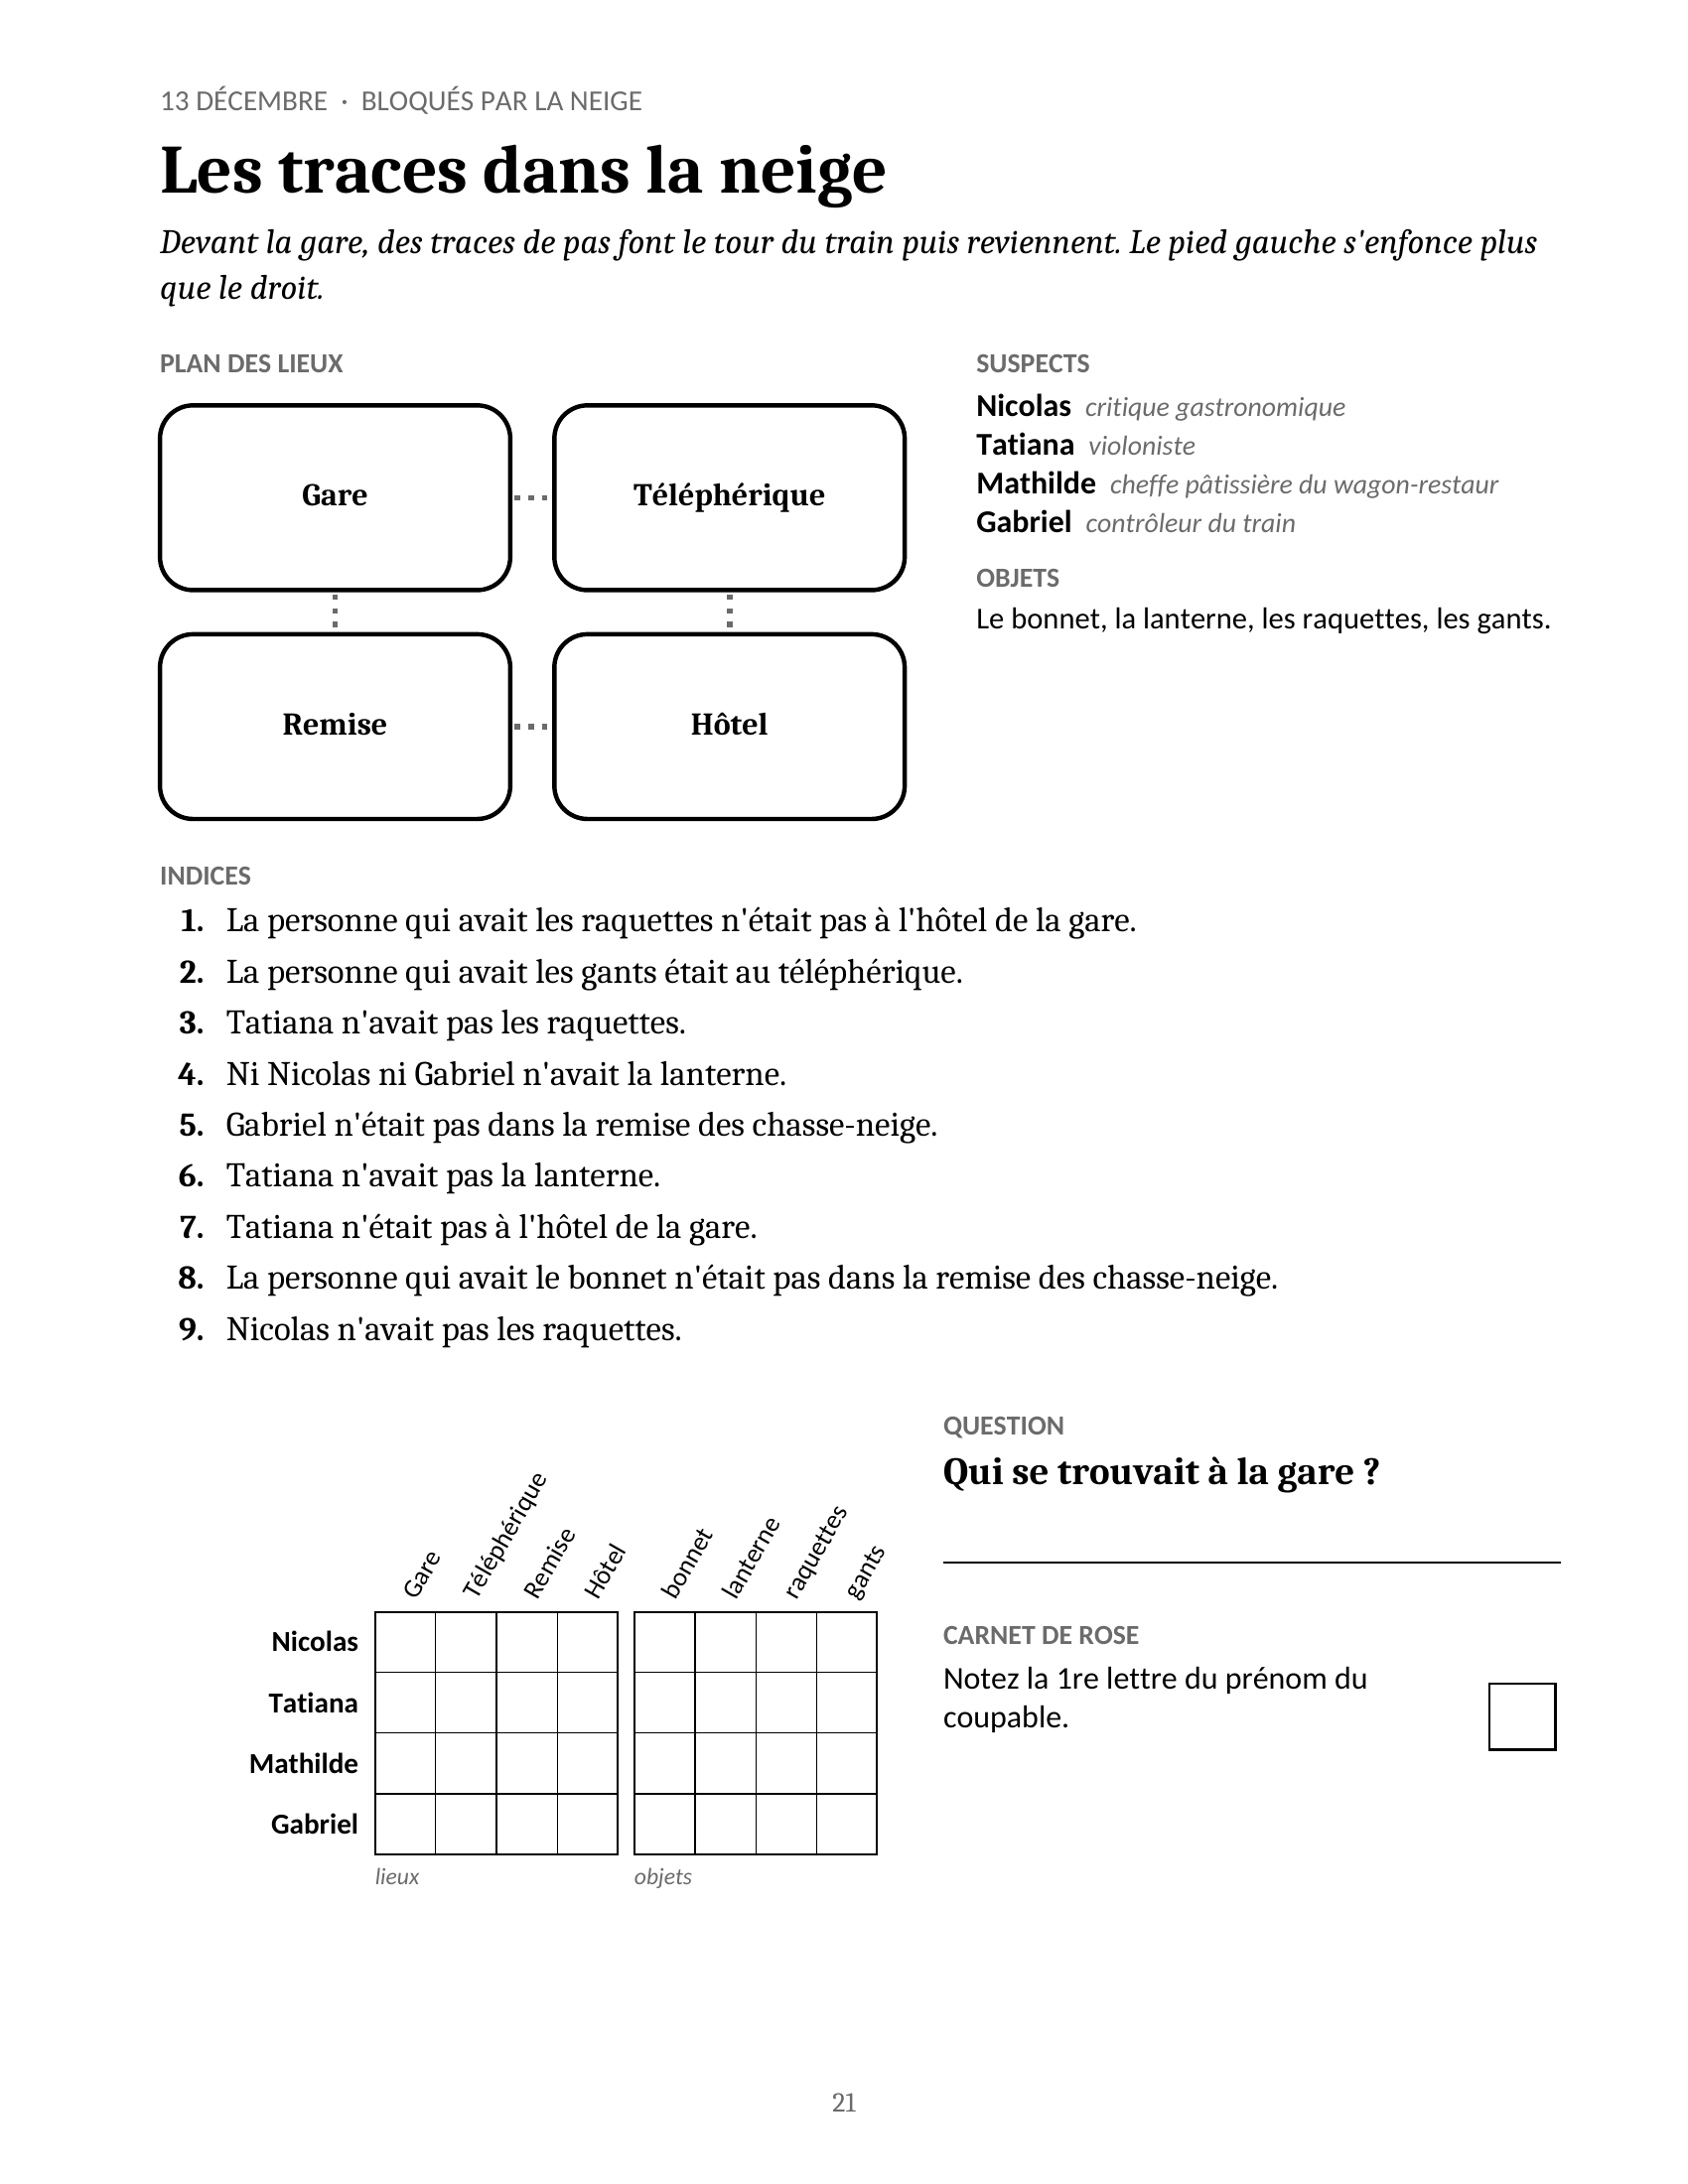 13 DÉCEMBRE · BLOQUÉS PAR LA NEIGE
Les traces dans la neige
Devant la gare, des traces de pas font le tour du train puis reviennent. Le pied gauche s'enfonce plus
que le droit.
PLAN DES LIEUX
Gare
Téléphérique
Remise
Hôtel
SUSPECTS
Nicolas critique gastronomique
Tatiana violoniste
Mathilde cheffe pâtissière du wagon-restaur
Gabriel contrôleur du train
OBJETS
Le bonnet, la lanterne, les raquettes, les gants.
INDICES
1. La personne qui avait les raquettes n'était pas à l'hôtel de la gare.
2. La personne qui avait les gants était au téléphérique.
3. Tatiana n'avait pas les raquettes.
4. Ni Nicolas ni Gabriel n'avait la lanterne.
5. Gabriel n'était pas dans la remise des chasse-neige.
6. Tatiana n'avait pas la lanterne.
7. Tatiana n'était pas à l'hôtel de la gare.
8. La personne qui avait le bonnet n'était pas dans la remise des chasse-neige.
9. Nicolas n'avait pas les raquettes.
Gare
Téléphérique
Remise
Hôtel
bonnet
lanterne
raquettes
gants
Nicolas
Tatiana
Mathilde
Gabriel
lieux
objets
QUESTION
Qui se trouvait à la gare ?
CARNET DE ROSE
Notez la 1re lettre du prénom du
coupable.
21